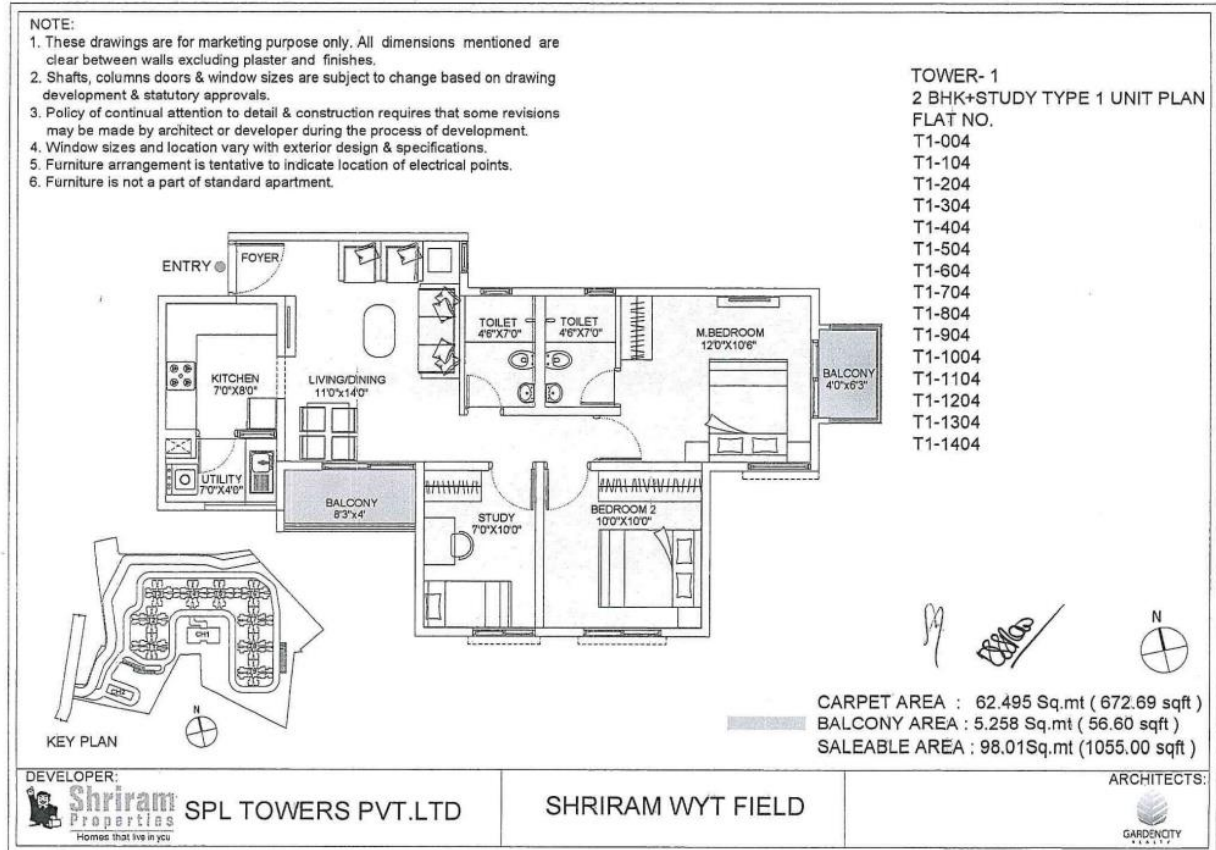 NOTE:
1. These drawings are for marketing purpose only. All dimensions mentioned are
clear between walls excluding plaster and finishes.
2. Shafts, columns doors & window sizes are subject to change based on drawing
development & statutory approvals.
3. Policy of continual attention to detail & construction requires that some revisions
may be made by architect or developer during the process of development.
4. Window sizes and location vary with exterior design & specifications.
5. Furniture arrangement is tentative to indicate location of electrical points.
6. Furniture is not a part of standard apartment.
TOWER- 1
2 BHK+STUDY TYPE 1 UNIT PLAN
FLAT NO.
T1-004
T1-104
T1-204
T1-304
T1-404
T1-504
T1-604
T1-704
T1-804
T1-904
T1-1004
T1-1104
T1-1204
T1-1304
T1-1404
ENTRY
FOYER
TOILET
4'6"X7'0"
TOILET
4'6"X7'0"
M.BEDROOM
12'0"X10'6"
BALCONY
4'0"x6'3"
KITCHEN
7'0"X8'0"
LIVING/DINING
11'0"x14'0"
UTILITY
7'0"X4'0"
BALCONY
8'3"x4'
STUDY
7'0"X10'0"
BEDROOM 2
10'0"X10'0"
CH1
CH2
N
KEY PLAN
N
CARPET AREA : 62.495 Sq.mt ( 672.69 sqft )
BALCONY AREA : 5.258 Sq.mt ( 56.60 sqft )
SALEABLE AREA : 98.01Sq.mt (1055.00 sqft )
DEVELOPER:
Shriram
Properties
Homes that live in you
SPL TOWERS PVT.LTD
SHRIRAM WYT FIELD
ARCHITECTS:
GARDENCITY
REALTY